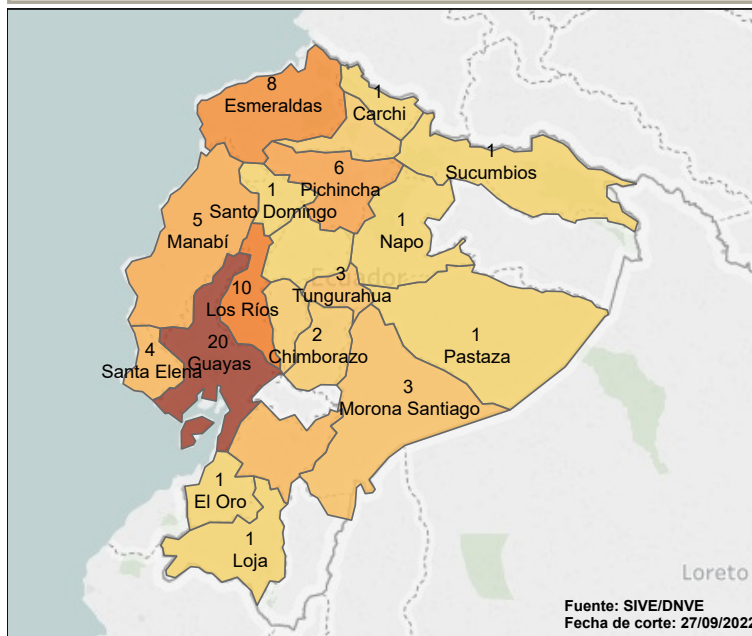 8
Esmeraldas
1
Carchi
1
Sucumbios
6
Pichincha
1
Santo Domingo
5
Manabí
1
Napo
Ecuador
3
Tungurahua
10
Los Ríos
20
Guayas
4
Santa Elena
2
Chimborazo
1
Pastaza
3
Morona Santiago
1
El Oro
1
Loja
Loreto
Fuente: SIVE/DNVE
Fecha de corte: 27/09/2022